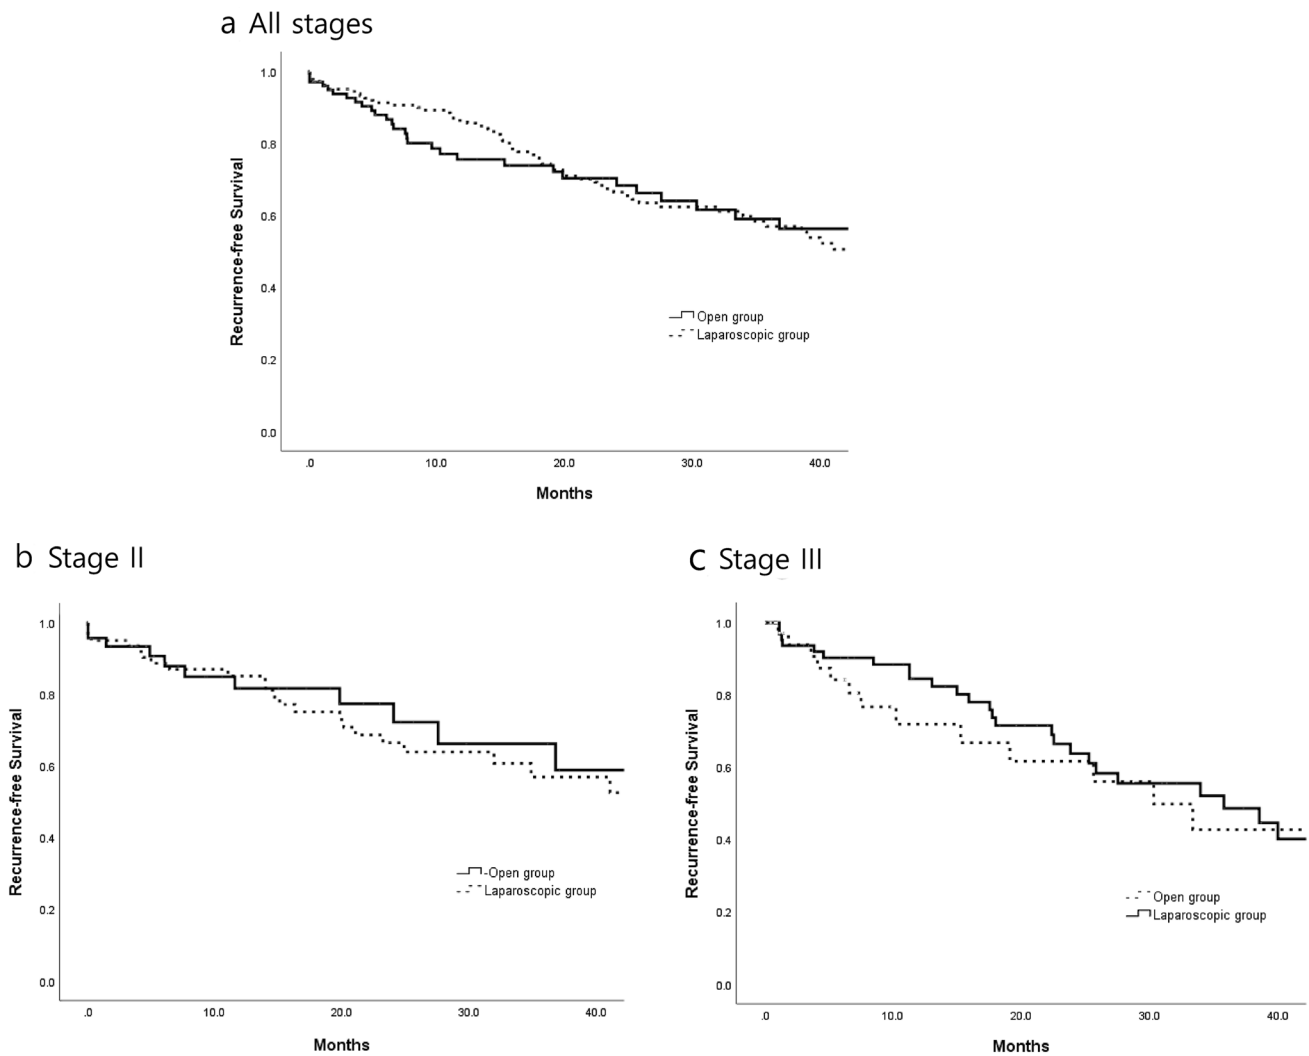 a All stages
1.0
0.8
0.6
0.4
0.2
0.0
Recurrence-free Survival
Open group
Laparoscopic group
.0 10.0 20.0 30.0 40.0
Months
b Stage II
1.0
0.8
0.6
0.4
0.2
0.0
Recurrence-free Survival
Open group
Laparoscopic group
.0 10.0 20.0 30.0 40.0
Months
c Stage III
1.0
0.8
0.6
0.4
0.2
0.0
Recurrence-free Survival
Open group
Laparoscopic group
.0 10.0 20.0 30.0 40.0
Months